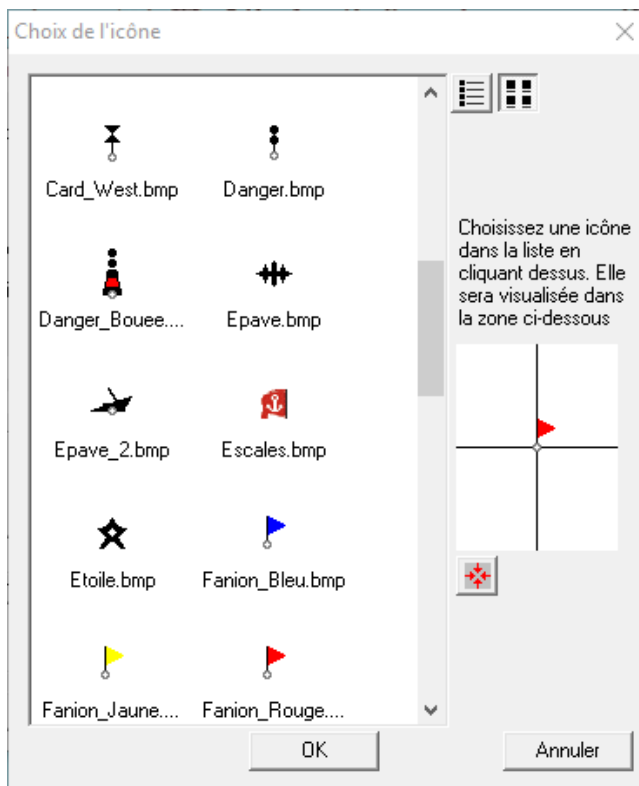 Choix de l'icône
Card_West.bmp
Danger.bmp
Danger_Bouee....
Epave.bmp
Epave_2.bmp
Escales.bmp
Etoile.bmp
Fanion_Bleu.bmp
Fanion_Jaune....
Fanion_Rouge....
Choisissez une icône
dans la liste en
cliquant dessus. Elle
sera visualisée dans
la zone ci-dessous
OK
Annuler